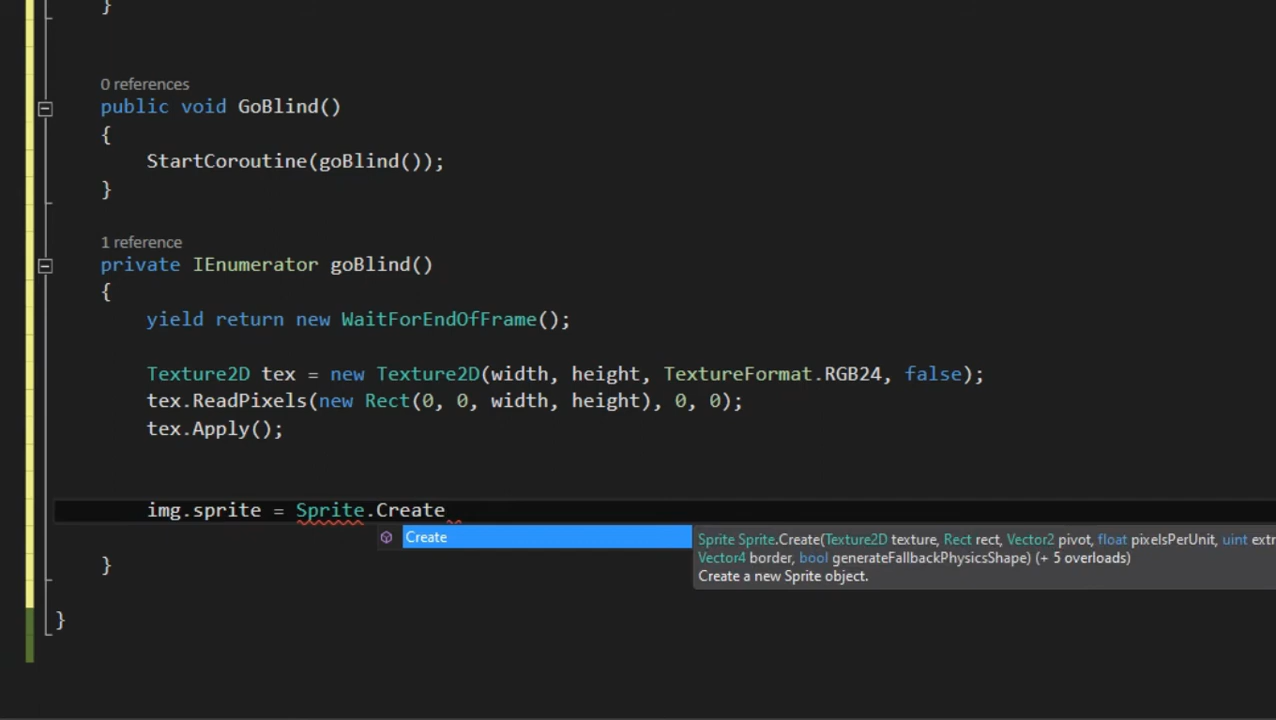 }
0 references
public void GoBlind()
{
StartCoroutine(goBlind());
}
1 reference
private IEnumerator goBlind()
{
yield return new WaitForEndOfFrame();
Texture2D tex = new Texture2D(width, height, TextureFormat.RGB24, false);
tex.ReadPixels(new Rect(0, 0, width, height), 0, 0);
tex.Apply();
img.sprite = Sprite.Create
Create
Sprite Sprite.Create(Texture2D texture, Rect rect, Vector2 pivot, float pixelsPerUnit, uint extr
Vector4 border, bool generateFallbackPhysicsShape) (+ 5 overloads)
Create a new Sprite object.
}
}